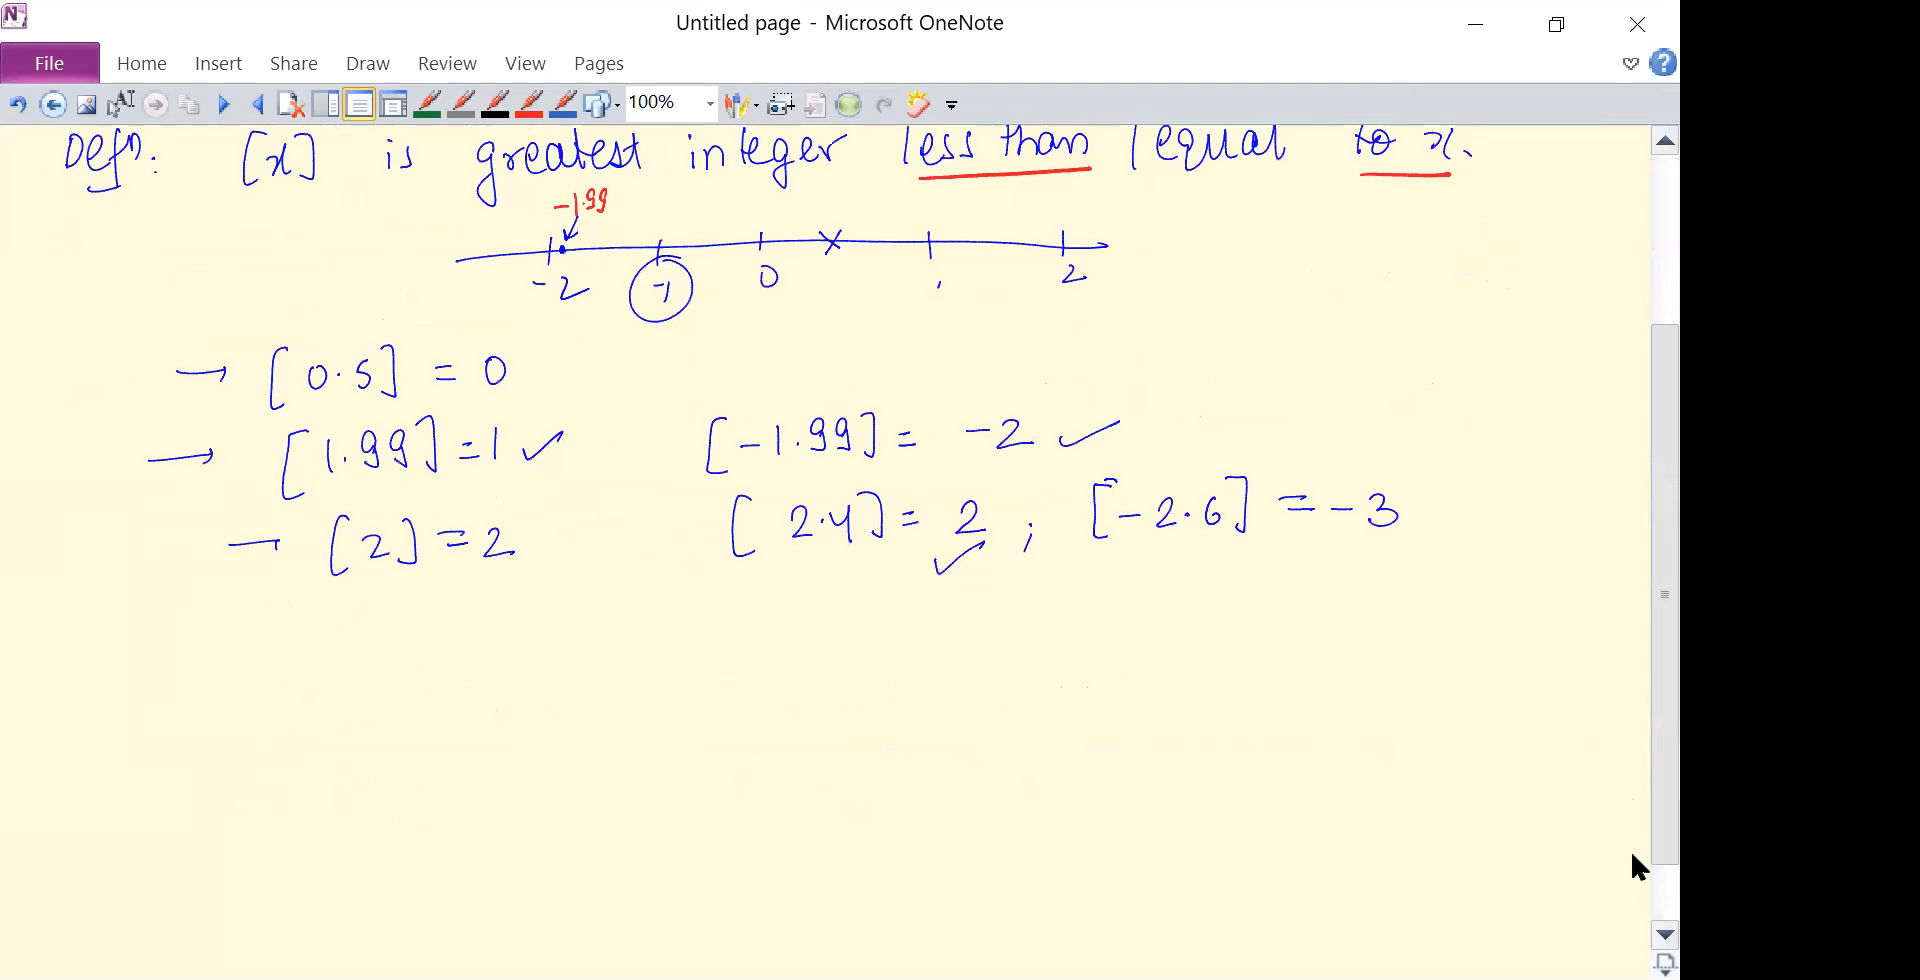 Untitled page - Microsoft OneNote
File Home Insert Share Draw Review View Pages
100%
Defn: [x] is greatest integer less than / equal to x.
-1.99
-2 -1 0 2
→ [0.5] = 0
→ [1.99] = 1 ✓ [-1.99] = -2 ✓
→ [2] = 2 [2.4] = 2 ✓ ; [-2.6] = -3